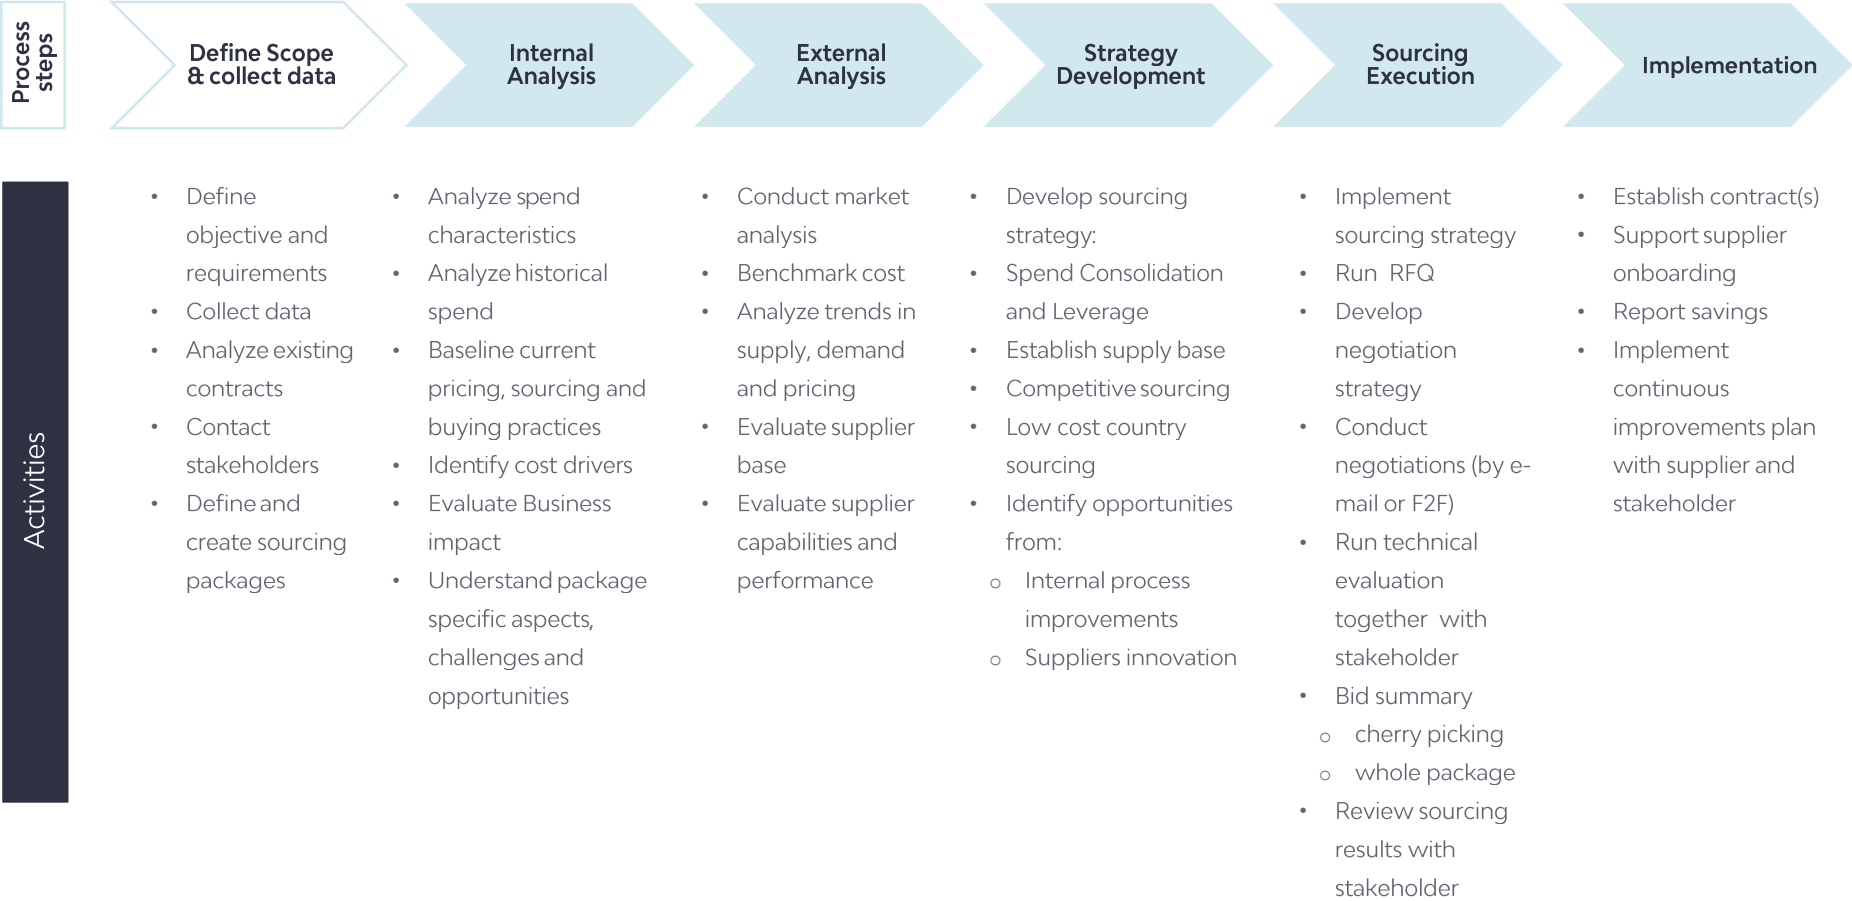 Process
steps
Define Scope
& collect data
Internal
Analysis
External
Analysis
Strategy
Development
Sourcing
Execution
Implementation
Activities
• Define
objective and
requirements
• Collect data
• Analyze existing
contracts
• Contact
stakeholders
• Define and
create sourcing
packages
• Analyze spend
characteristics
• Analyze historical
spend
• Baseline current
pricing, sourcing and
buying practices
• Identify cost drivers
• Evaluate Business
impact
• Understand package
specific aspects,
challenges and
opportunities
• Conduct market
analysis
• Benchmark cost
• Analyze trends in
supply, demand
and pricing
• Evaluate supplier
base
• Evaluate supplier
capabilities and
performance
• Develop sourcing
strategy:
• Spend Consolidation
and Leverage
• Establish supply base
• Competitive sourcing
• Low cost country
sourcing
• Identify opportunities
from:
o Internal process
improvements
o Suppliers innovation
• Implement
sourcing strategy
• Run RFQ
• Develop
negotiation
strategy
• Conduct
negotiations (by e-
mail or F2F)
• Run technical
evaluation
together with
stakeholder
• Bid summary
o cherry picking
o whole package
• Review sourcing
results with
stakeholder
• Establish contract(s)
• Support supplier
onboarding
• Report savings
• Implement
continuous
improvements plan
with supplier and
stakeholder